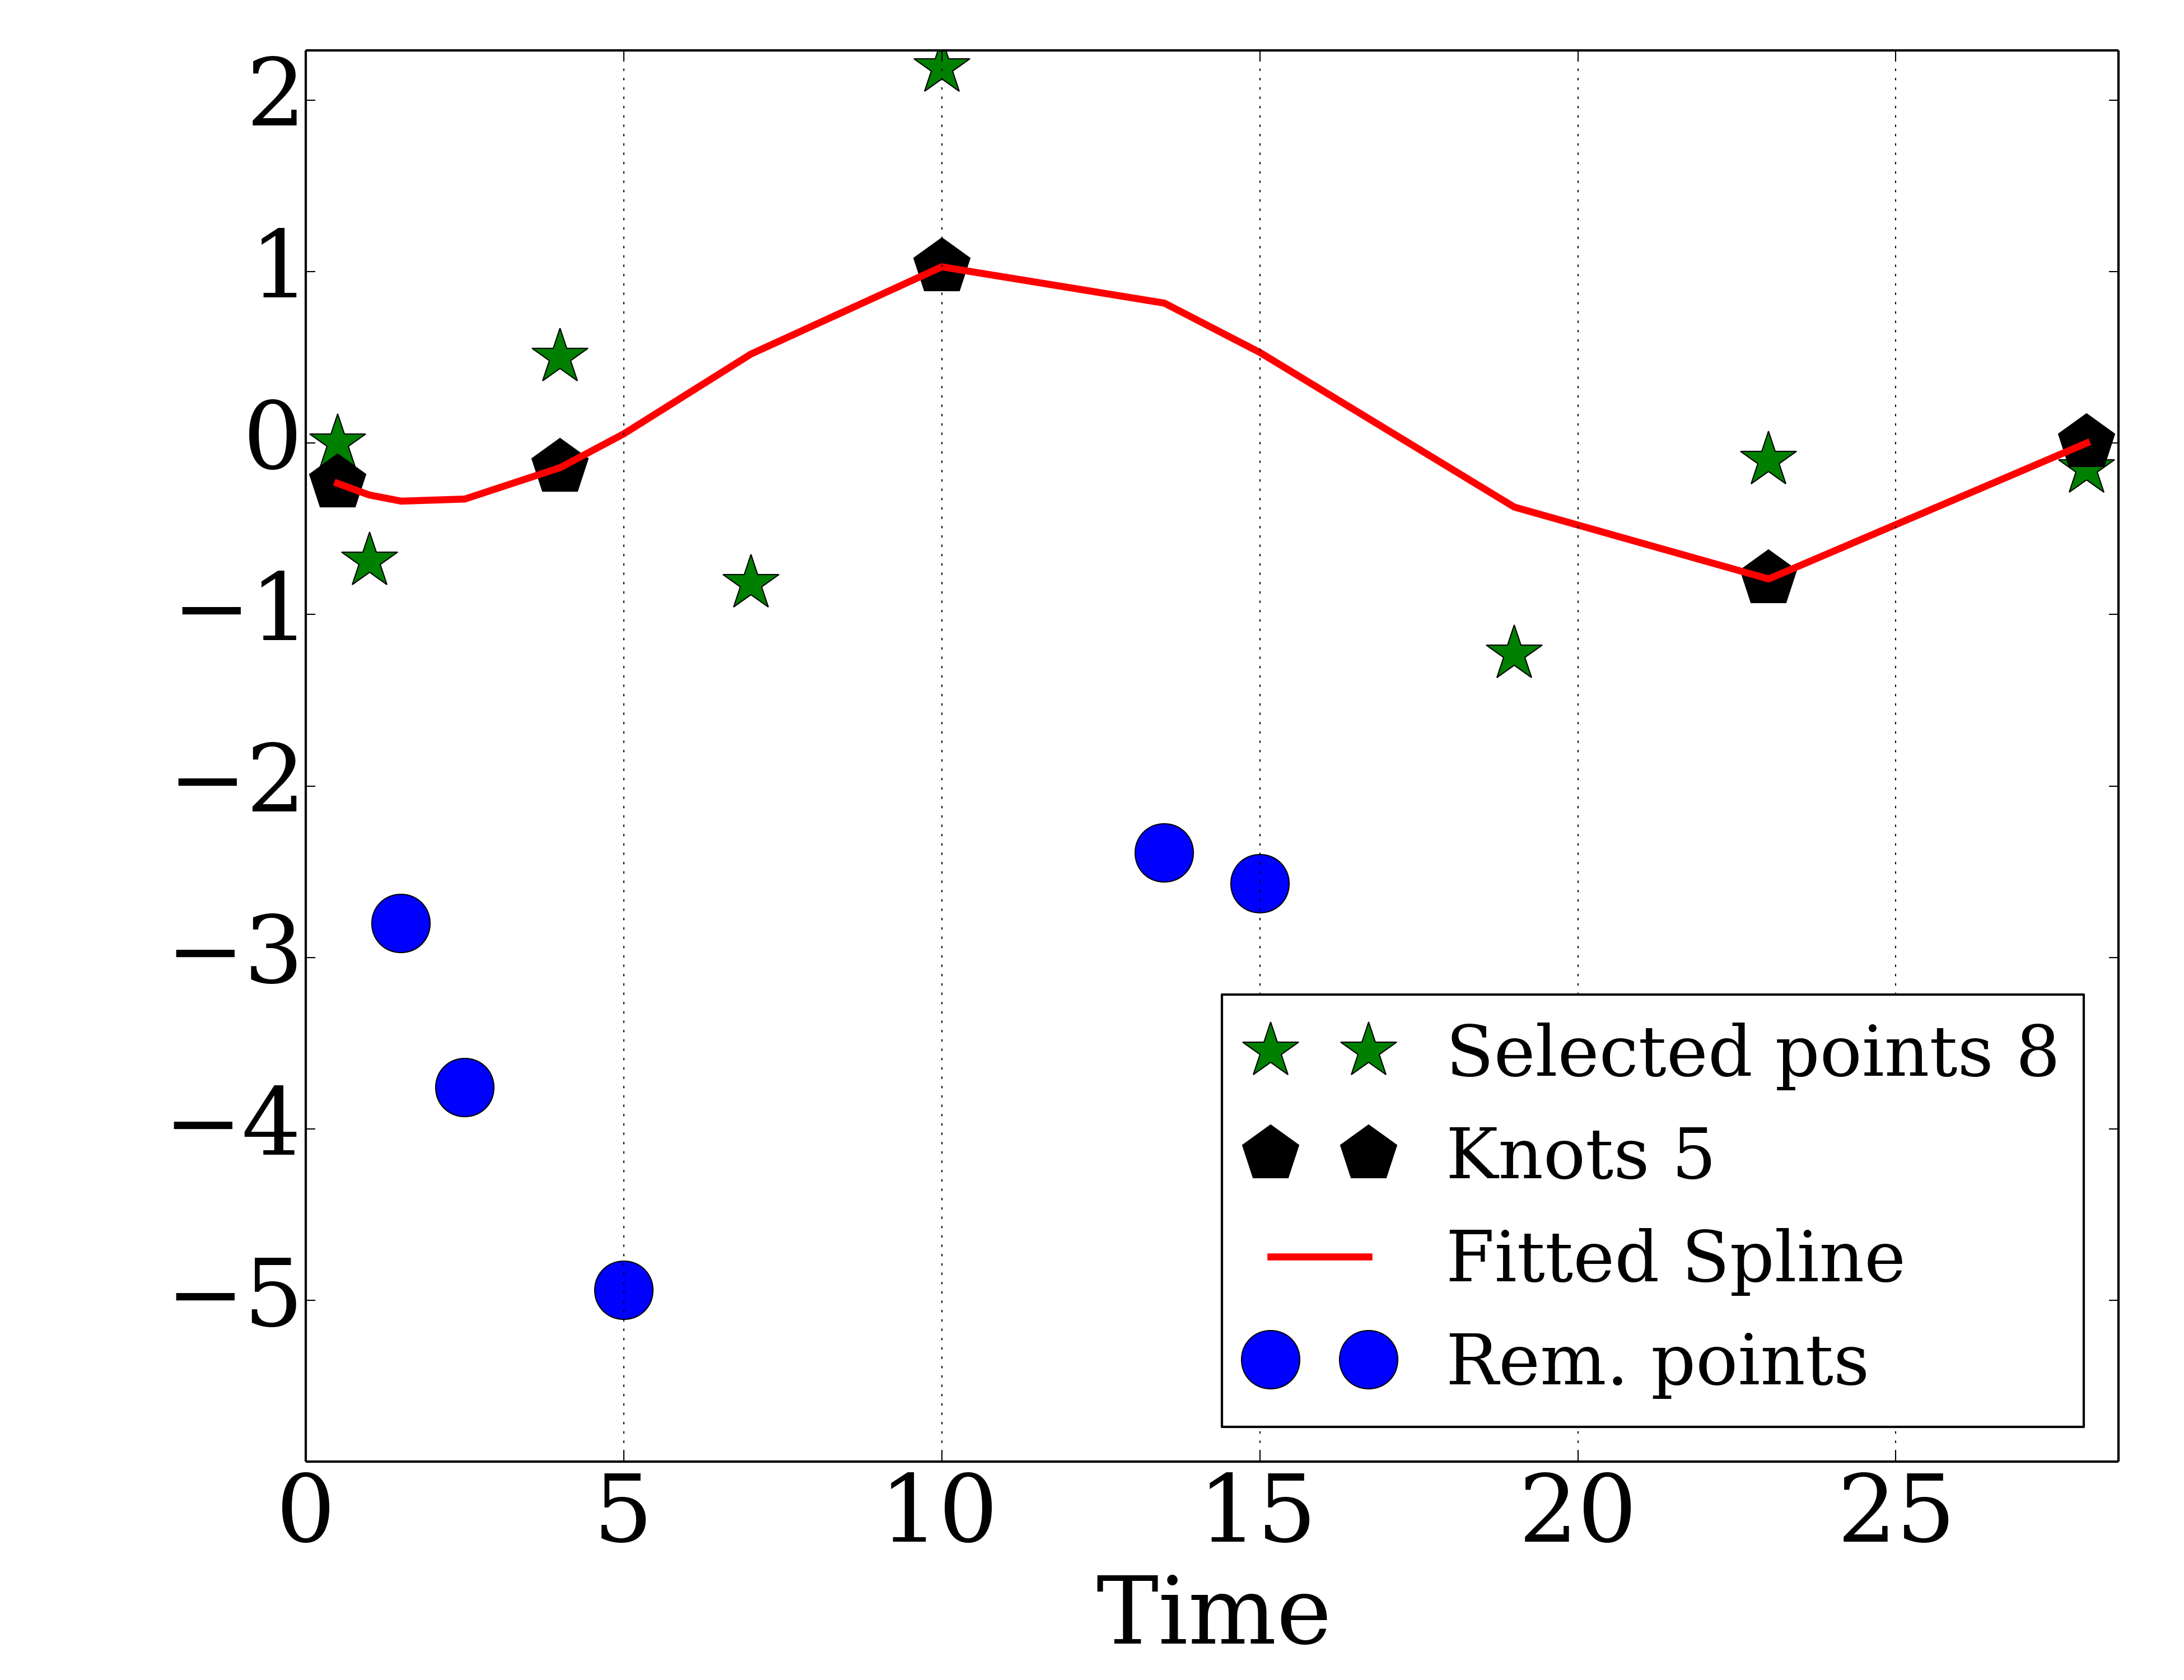 2
1
0
−1
−2
−3
−4
−5
Selected points 8
Knots 5
Fitted Spline
Rem. points
0 5 10 15 20 25
Time